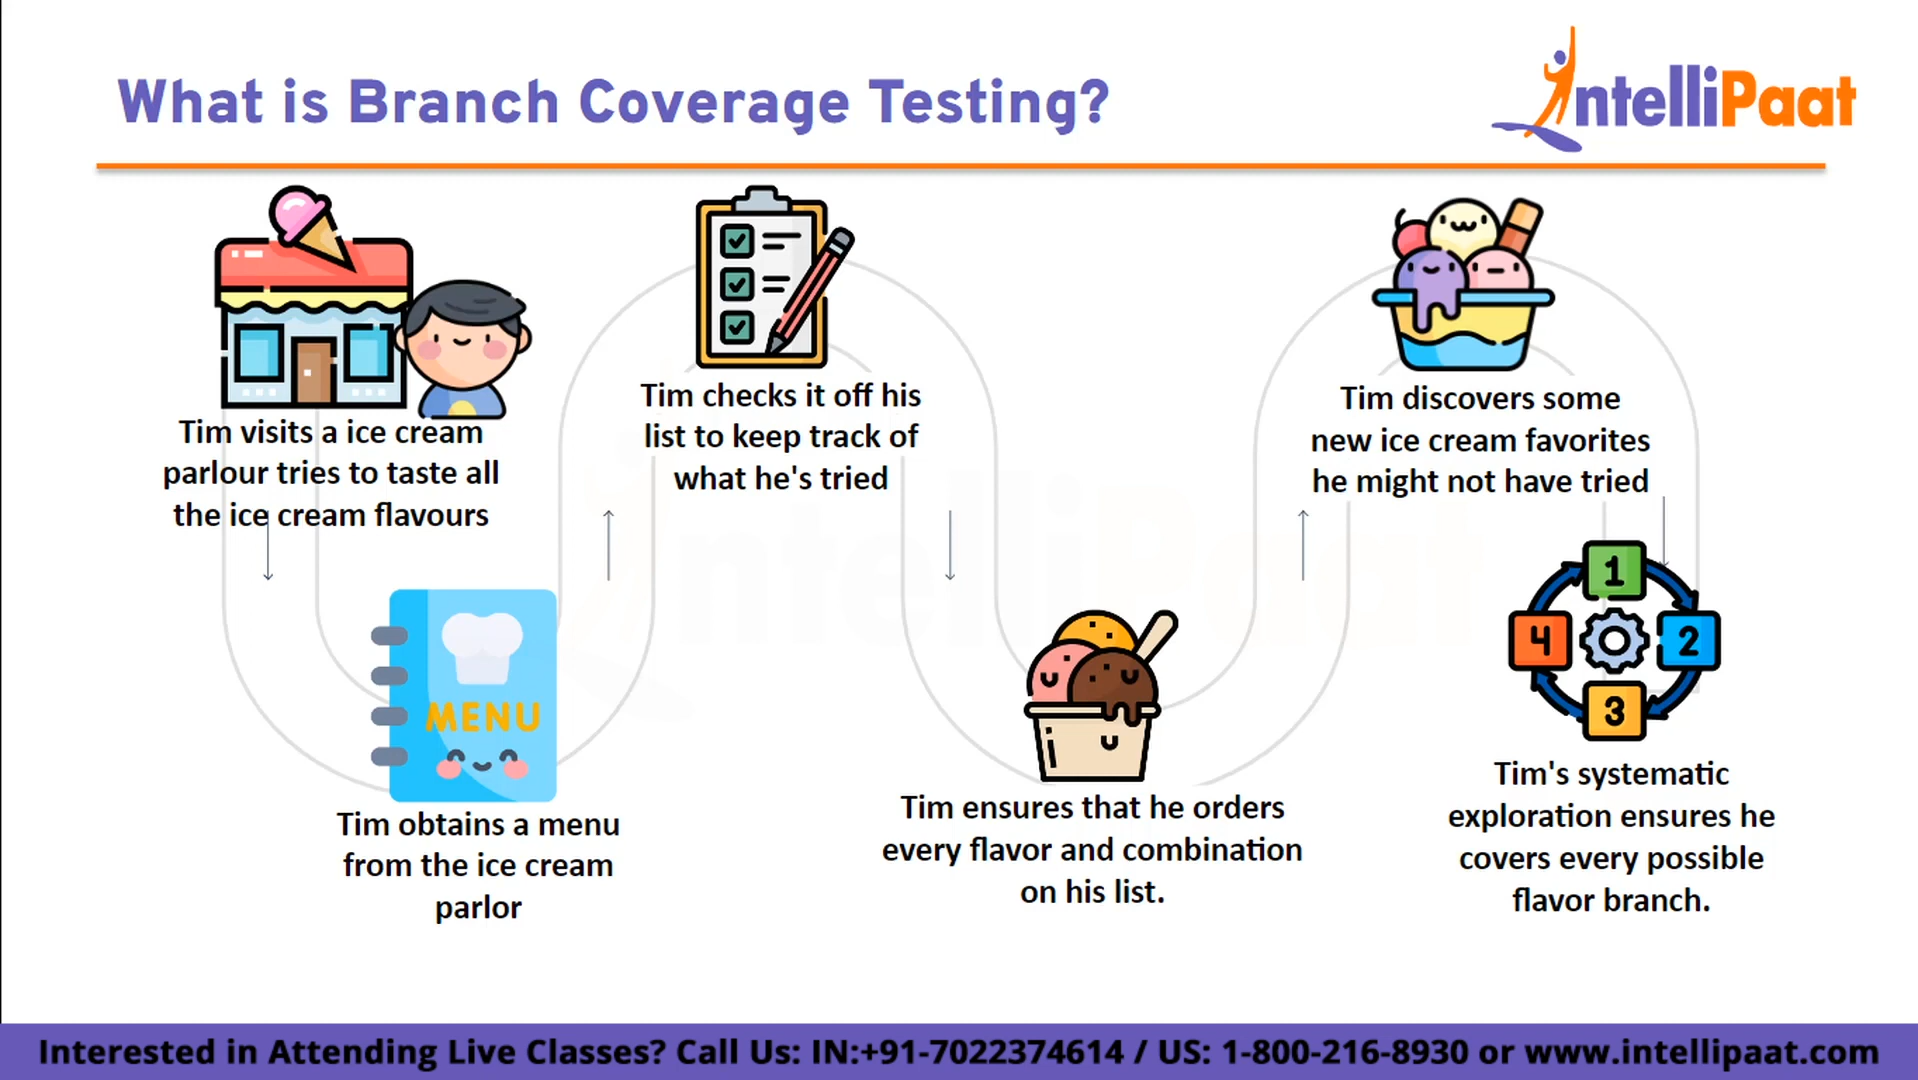 What is Branch Coverage Testing?
IntelliPaat
Tim visits a ice cream
parlour tries to taste all
the ice cream flavours
MENU
Tim obtains a menu
from the ice cream
parlor
Tim checks it off his
list to keep track of
what he's tried
Tim ensures that he orders
every flavor and combination
on his list.
Tim discovers some
new ice cream favorites
he might not have tried
1
2
3
4
Tim's systematic
exploration ensures he
covers every possible
flavor branch.
IntelliPaat
Interested in Attending Live Classes? Call Us: IN:+91-7022374614 / US: 1-800-216-8930 or www.intellipaat.com